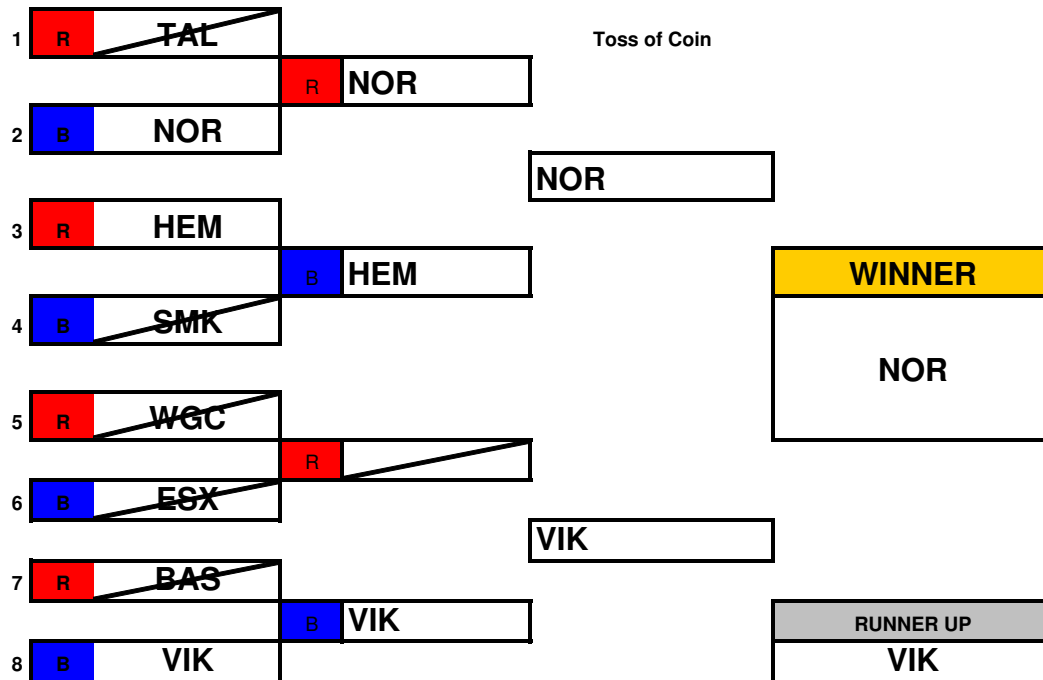 1 R TAL Toss of Coin
R NOR
2 B NOR
NOR
3 R HEM
B HEM WINNER
4 B SMK
NOR
5 R WGC
R
6 B ESX
VIK
7 R BAS
B VIK RUNNER UP
8 B VIK VIK